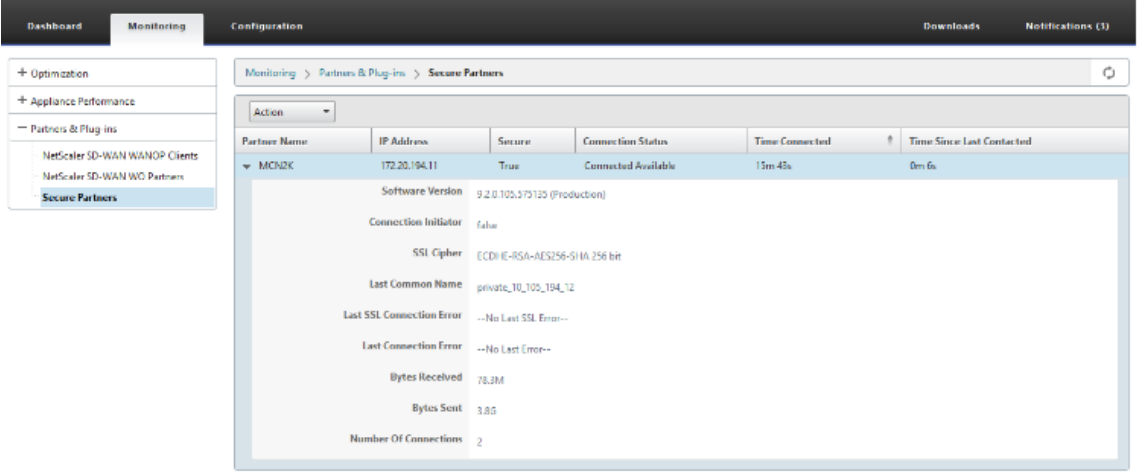 Dashboard Monitoring Configuration Downloads Notifications (3)
+ Optimization
Monitoring > Partners & Plug-ins > Secure Partners
+ Appliance Performance
Action
— Partners & Plug-ins
Partner Name IP Address Secure Connection Status Time Connected Time Since Last Contacted
NetScaler SD-WAN WANOP Clients
MCN2K 172.20.194.11 True Connected Available 15m 43s 0m 6s
NetScaler SD-WAN WO Partners
Secure Partners
Software Version 9.2.0.105.575135 (Production)
Connection Initiator false
SSL Cipher ECDHE-RSA-AES256-SHA 256 bit
Last Common Name private_10_105_194_12
Last SSL Connection Error --No Last SSL Error--
Last Connection Error --No Last Error--
Bytes Received 78.3M
Bytes Sent 3.8G
Number Of Connections 2